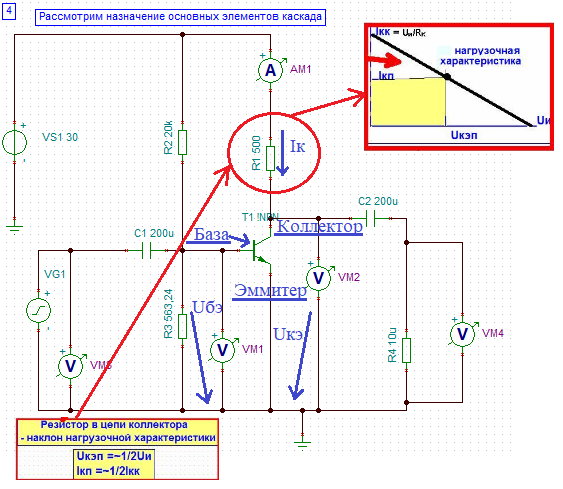 4
Рассмотрим назначение основных элементов каскада
Iкк = Uи/Rк
нагрузочная
характеристика
Iкп
Uи
Uкэп
+
A
AM1
VS1 30
R2 20k
R1 500
Iк
C2 200u
T1 !NPN
Коллектор
База
C1 200u
VG1
V
VM2
Эммитер
Uбэ
Uкэ
R3 563,24
V
VM1
V
VM4
R4 10u
V
Резистор в цепи коллектора
- наклон нагрузочной характеристики
Uкэп =~1/2Uи
Iкп =~1/2Iкк